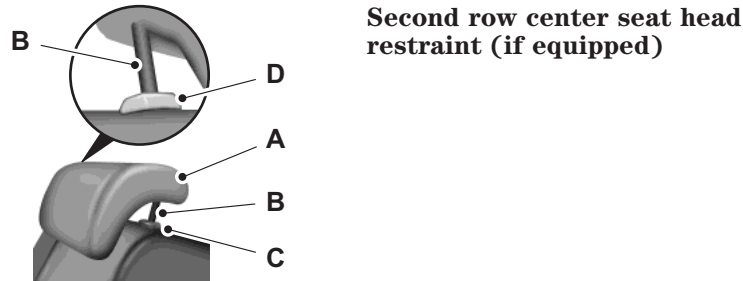 Second row center seat head
restraint (if equipped)
B
D
A
B
C